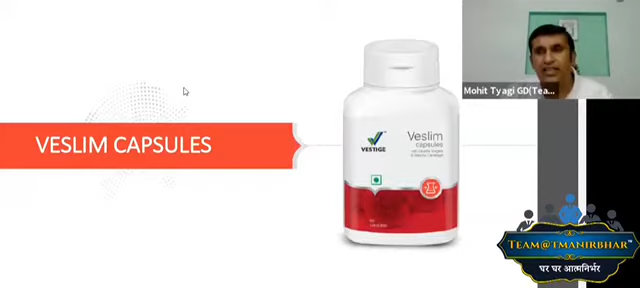 VESLIM CAPSULES
VESTIGE
Veslim
capsules
Mohit Tyagi GD(Tea...
TEAM@TMANIRBHAR
घर घर आत्मनिर्भर